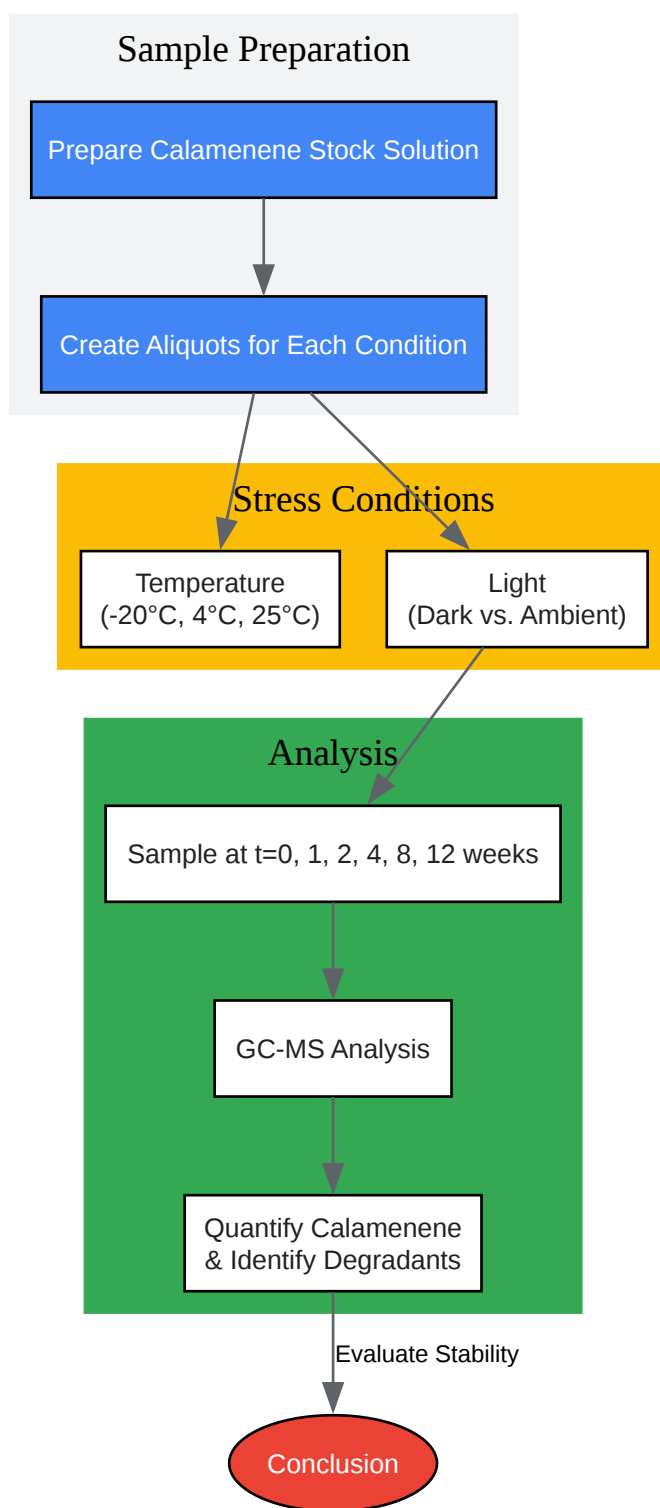 Sample Preparation
Prepare Calamenene Stock Solution
Create Aliquots for Each Condition
Stress Conditions
Temperature
(-20°C, 4°C, 25°C)
Light
(Dark vs. Ambient)
Analysis
Sample at t=0, 1, 2, 4, 8, 12 weeks
GC-MS Analysis
Quantify Calamenene
& Identify Degradants
Evaluate Stability
Conclusion